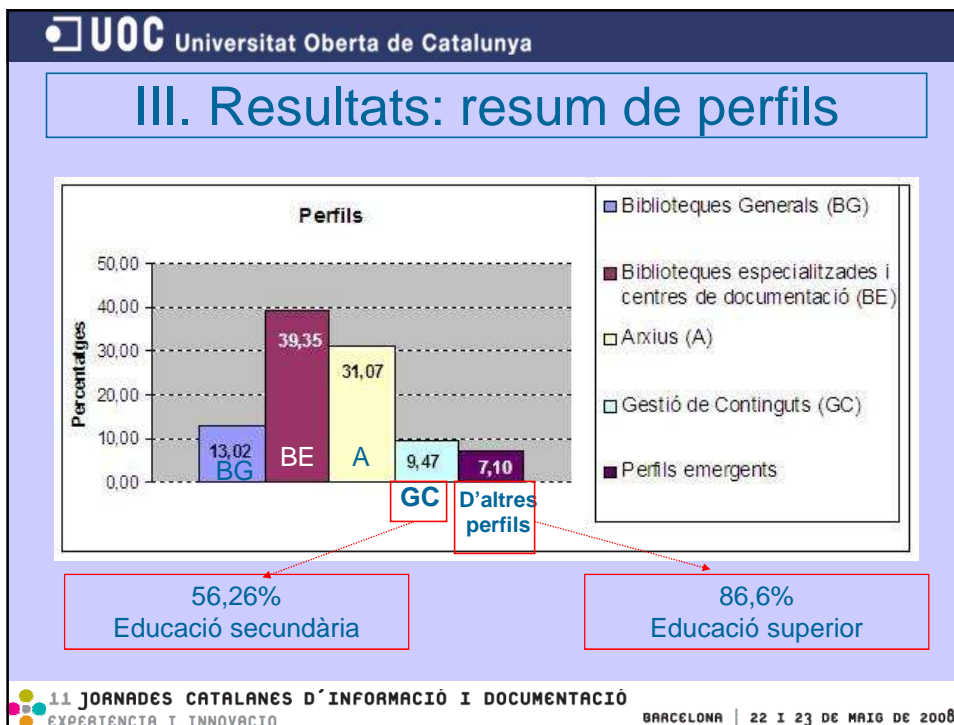 UOC Universitat Oberta de Catalunya
III. Resultats: resum de perfils
Perfils
Percentatges
50,00
40,00
30,00
20,00
10,00
0,00
13,02
BG
39,35
BE
31,07
A
9,47
GC
7,10
D'altres
perfils
Biblioteques Generals (BG)
Biblioteques especialitzades i
centres de documentació (BE)
Arxius (A)
Gestió de Continguts (GC)
Perfils emergents
56,26%
Educació secundària
86,6%
Educació superior
11 JORNADES CATALANES D´INFORMACIÓ I DOCUMENTACIÓ
EXPERIENCIA I INNOVACIO
BARCELONA | 22 I 23 DE MAIG DE 2008